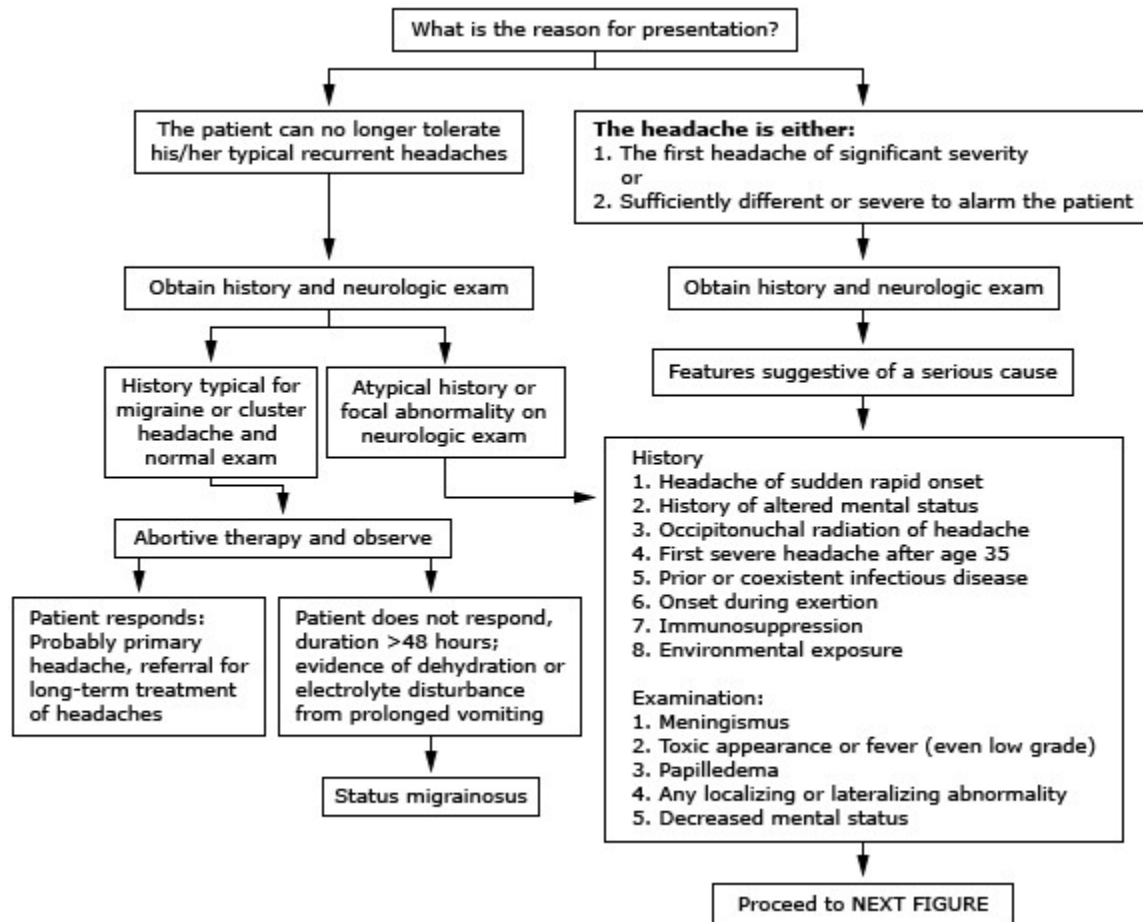 What is the reason for presentation?
The patient can no longer tolerate
his/her typical recurrent headaches
The headache is either:
1. The first headache of significant severity
or
2. Sufficiently different or severe to alarm the patient
Obtain history and neurologic exam
Obtain history and neurologic exam
History typical for
migraine or cluster
headache and
normal exam
Atypical history or
focal abnormality on
neurologic exam
Features suggestive of a serious cause
Abortive therapy and observe
Patient responds:
Probably primary
headache, referral for
long-term treatment
of headaches
Patient does not respond,
duration >48 hours;
evidence of dehydration or
electrolyte disturbance
from prolonged vomiting
Status migrainosus
History
1. Headache of sudden rapid onset
2. History of altered mental status
3. Occipitonuchal radiation of headache
4. First severe headache after age 35
5. Prior or coexistent infectious disease
6. Onset during exertion
7. Immunosuppression
8. Environmental exposure
Examination:
1. Meningismus
2. Toxic appearance or fever (even low grade)
3. Papilledema
4. Any localizing or lateralizing abnormality
5. Decreased mental status
Proceed to NEXT FIGURE